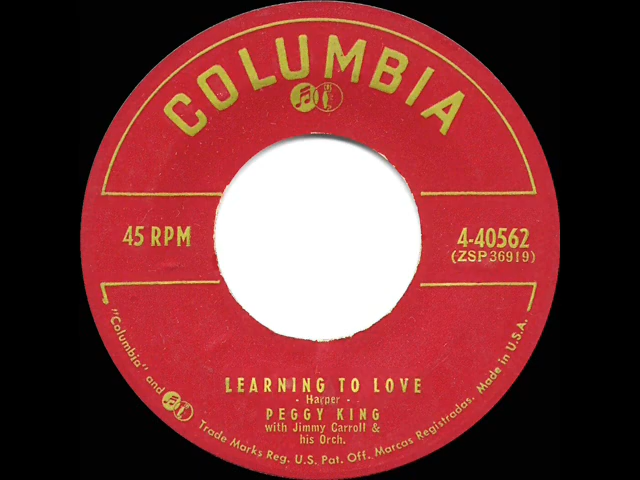 COLUMBIA
45 RPM
4-40562
(ZSP 36919)
LEARNING TO LOVE
- Harper -
PEGGY KING
with Jimmy Carroll &
his Orch.
"Columbia" and Trade Marks Reg. U.S. Pat. Off. Marcas Registradas. Made in U.S.A.